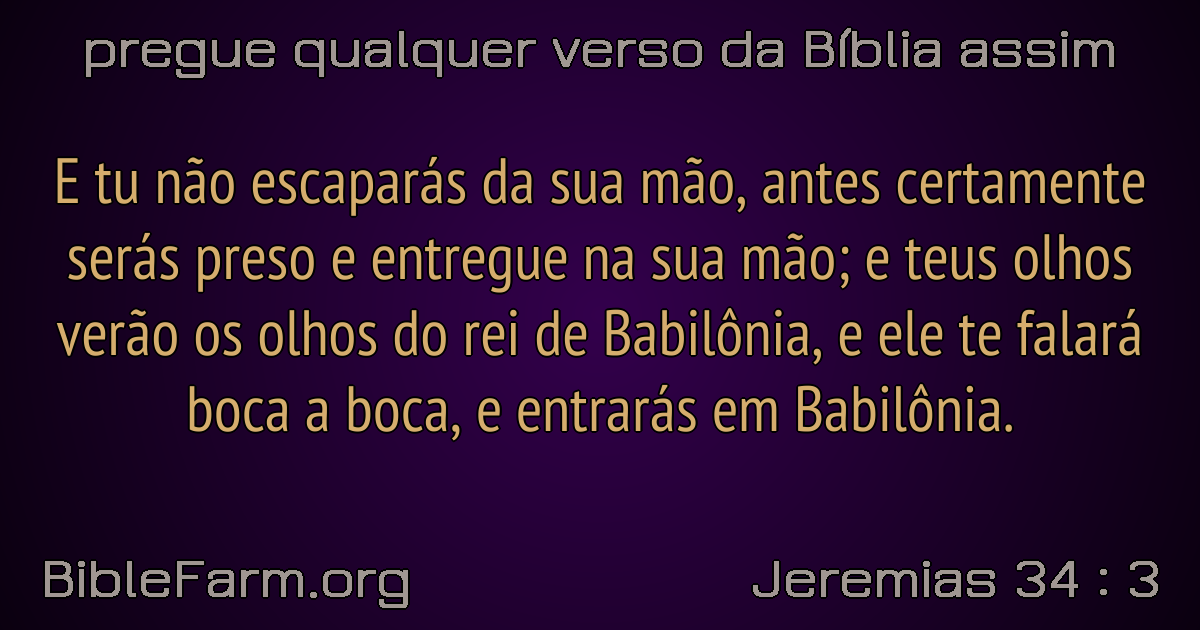 pregue qualquer verso da Bíblia assim
E tu não escaparás da sua mão, antes certamente
serás preso e entregue na sua mão; e teus olhos
verão os olhos do rei de Babilônia, e ele te falará
boca a boca, e entrarás em Babilônia.
BibleFarm.org
Jeremias 34 : 3